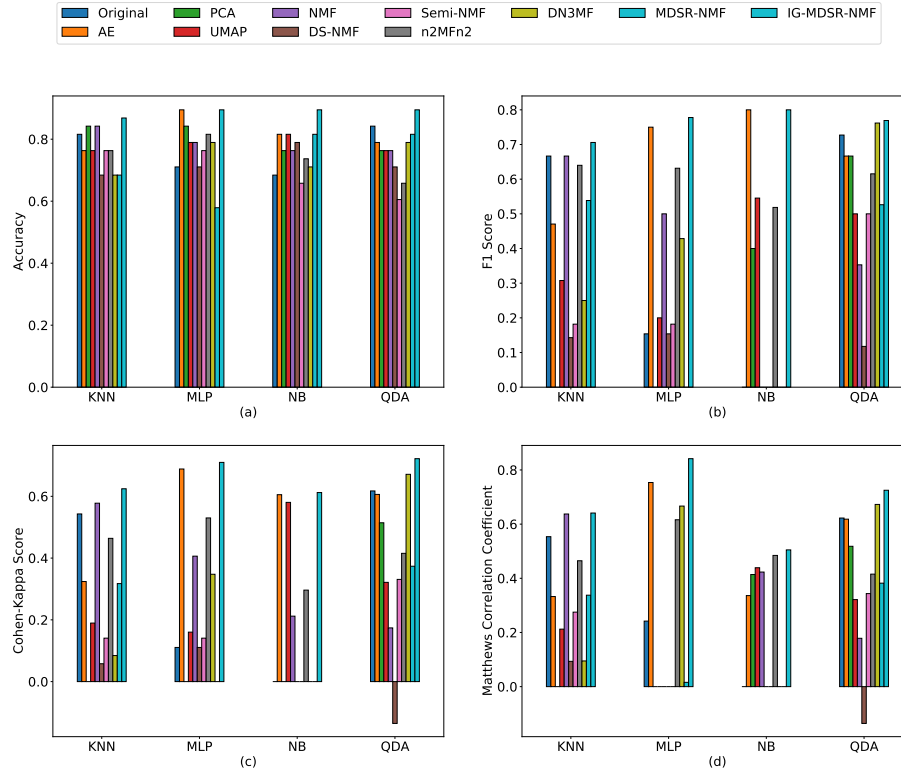 Original PCA NMF Semi-NMF DN3MF MDSR-NMF IG-MDSR-NMF
AE UMAP DS-NMF n2MFn2
Accuracy
0.8
0.6
0.4
0.2
0.0
KNN MLP NB QDA
(a)
F1 Score
0.8
0.7
0.6
0.5
0.4
0.3
0.2
0.1
0.0
KNN MLP NB QDA
(b)
Cohen-Kappa Score
0.6
0.4
0.2
0.0
KNN MLP NB QDA
(c)
Matthews Correlation Coefficient
0.8
0.6
0.4
0.2
0.0
KNN MLP NB QDA
(d)